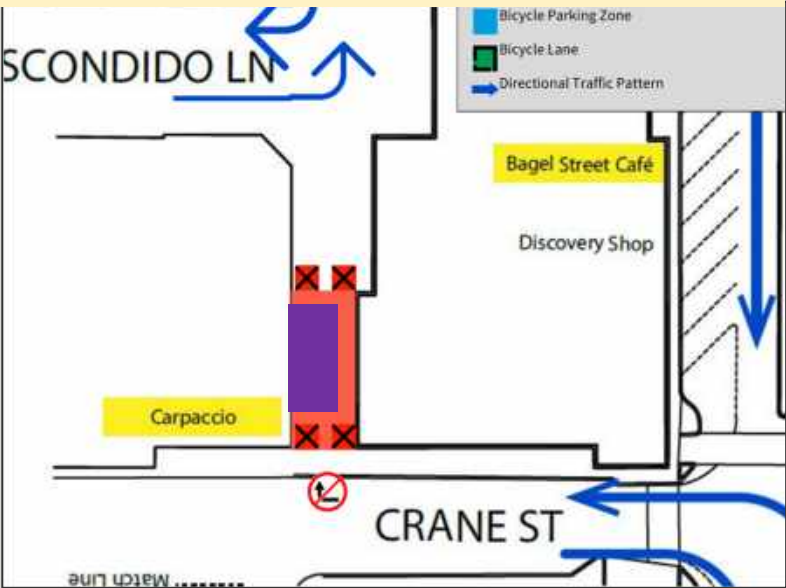 Bicycle Parking Zone
Bicycle Lane
Directional Traffic Pattern
SCONDIDO LN
Bagel Street Café
Discovery Shop
Carpaccio
CRANE ST
Match Line